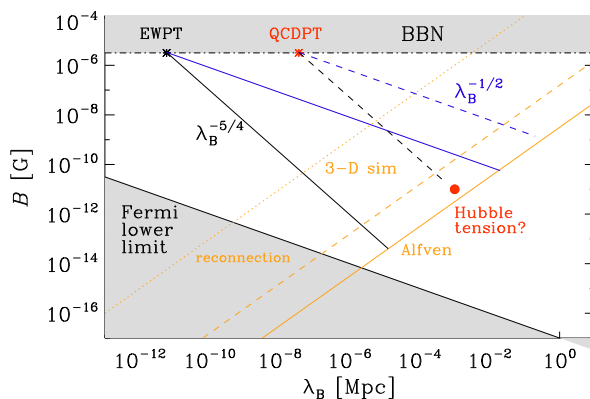 10⁻⁴
10⁻⁶
10⁻⁸
10⁻¹⁰
10⁻¹²
10⁻¹⁴
10⁻¹⁶
B [G]
EWPT
QCDPT
BBN
λ_B^{-1/2}
λ_B^{-5/4}
3-D sim
Fermi
lower
limit
Hubble
tension?
Alfven
reconnection
10⁻¹² 10⁻¹⁰ 10⁻⁸ 10⁻⁶ 10⁻⁴ 10⁻² 10⁰
λ_B [Mpc]